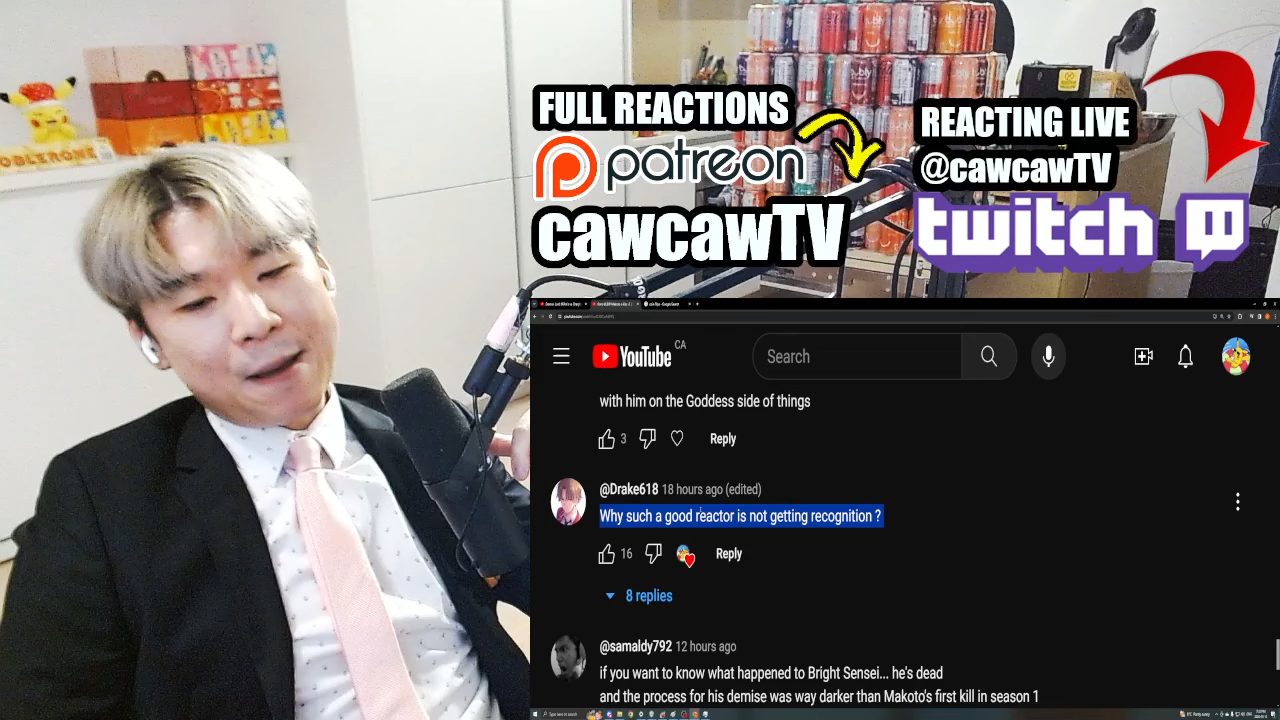 OBLERONE
FULL REACTIONS
patreon
cawcawTV
REACTING LIVE
@cawcawTV
twitch
bubly
YouTube CA
Search
with him on the Goddess side of things
3
Reply
@Drake618 18 hours ago (edited)
Why such a good reactor is not getting recognition ?
16
Reply
8 replies
@samaldy792 12 hours ago
if you want to know what happened to Bright Sensei... he's dead
and the process for his demise was way darker than Makoto's first kill in season 1